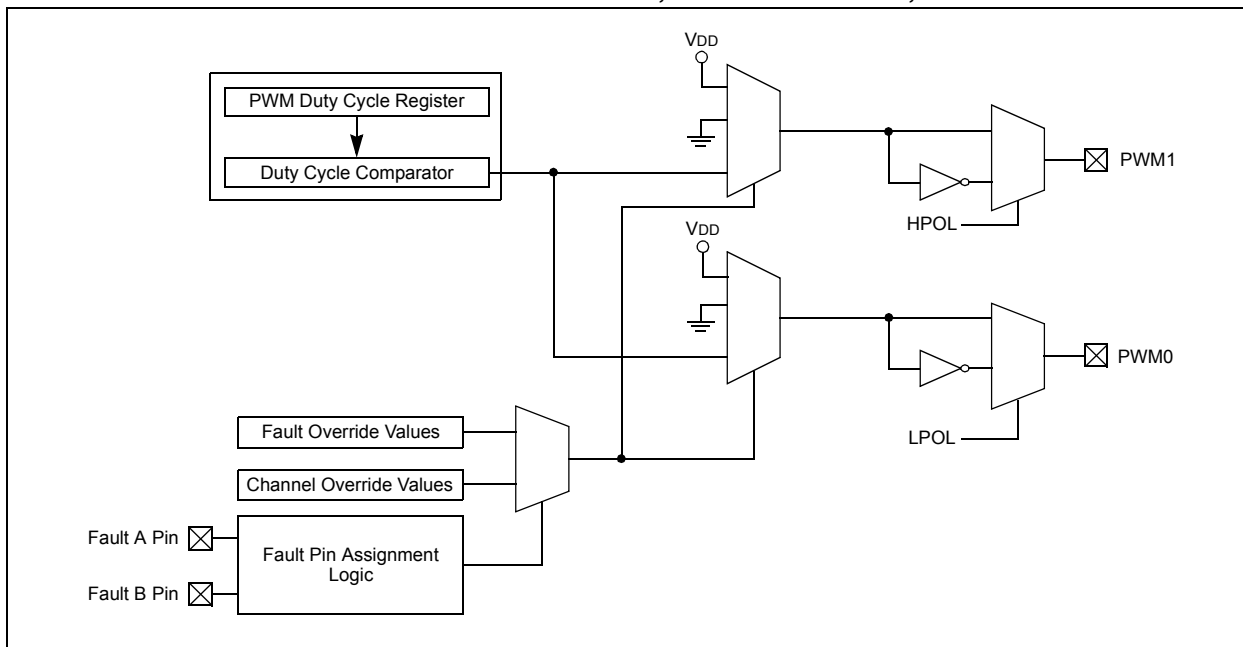 VDD
PWM Duty Cycle Register
Duty Cycle Comparator
PWM1
HPOL
VDD
PWM0
LPOL
Fault Override Values
Channel Override Values
Fault A Pin
Fault B Pin
Fault Pin Assignment
Logic